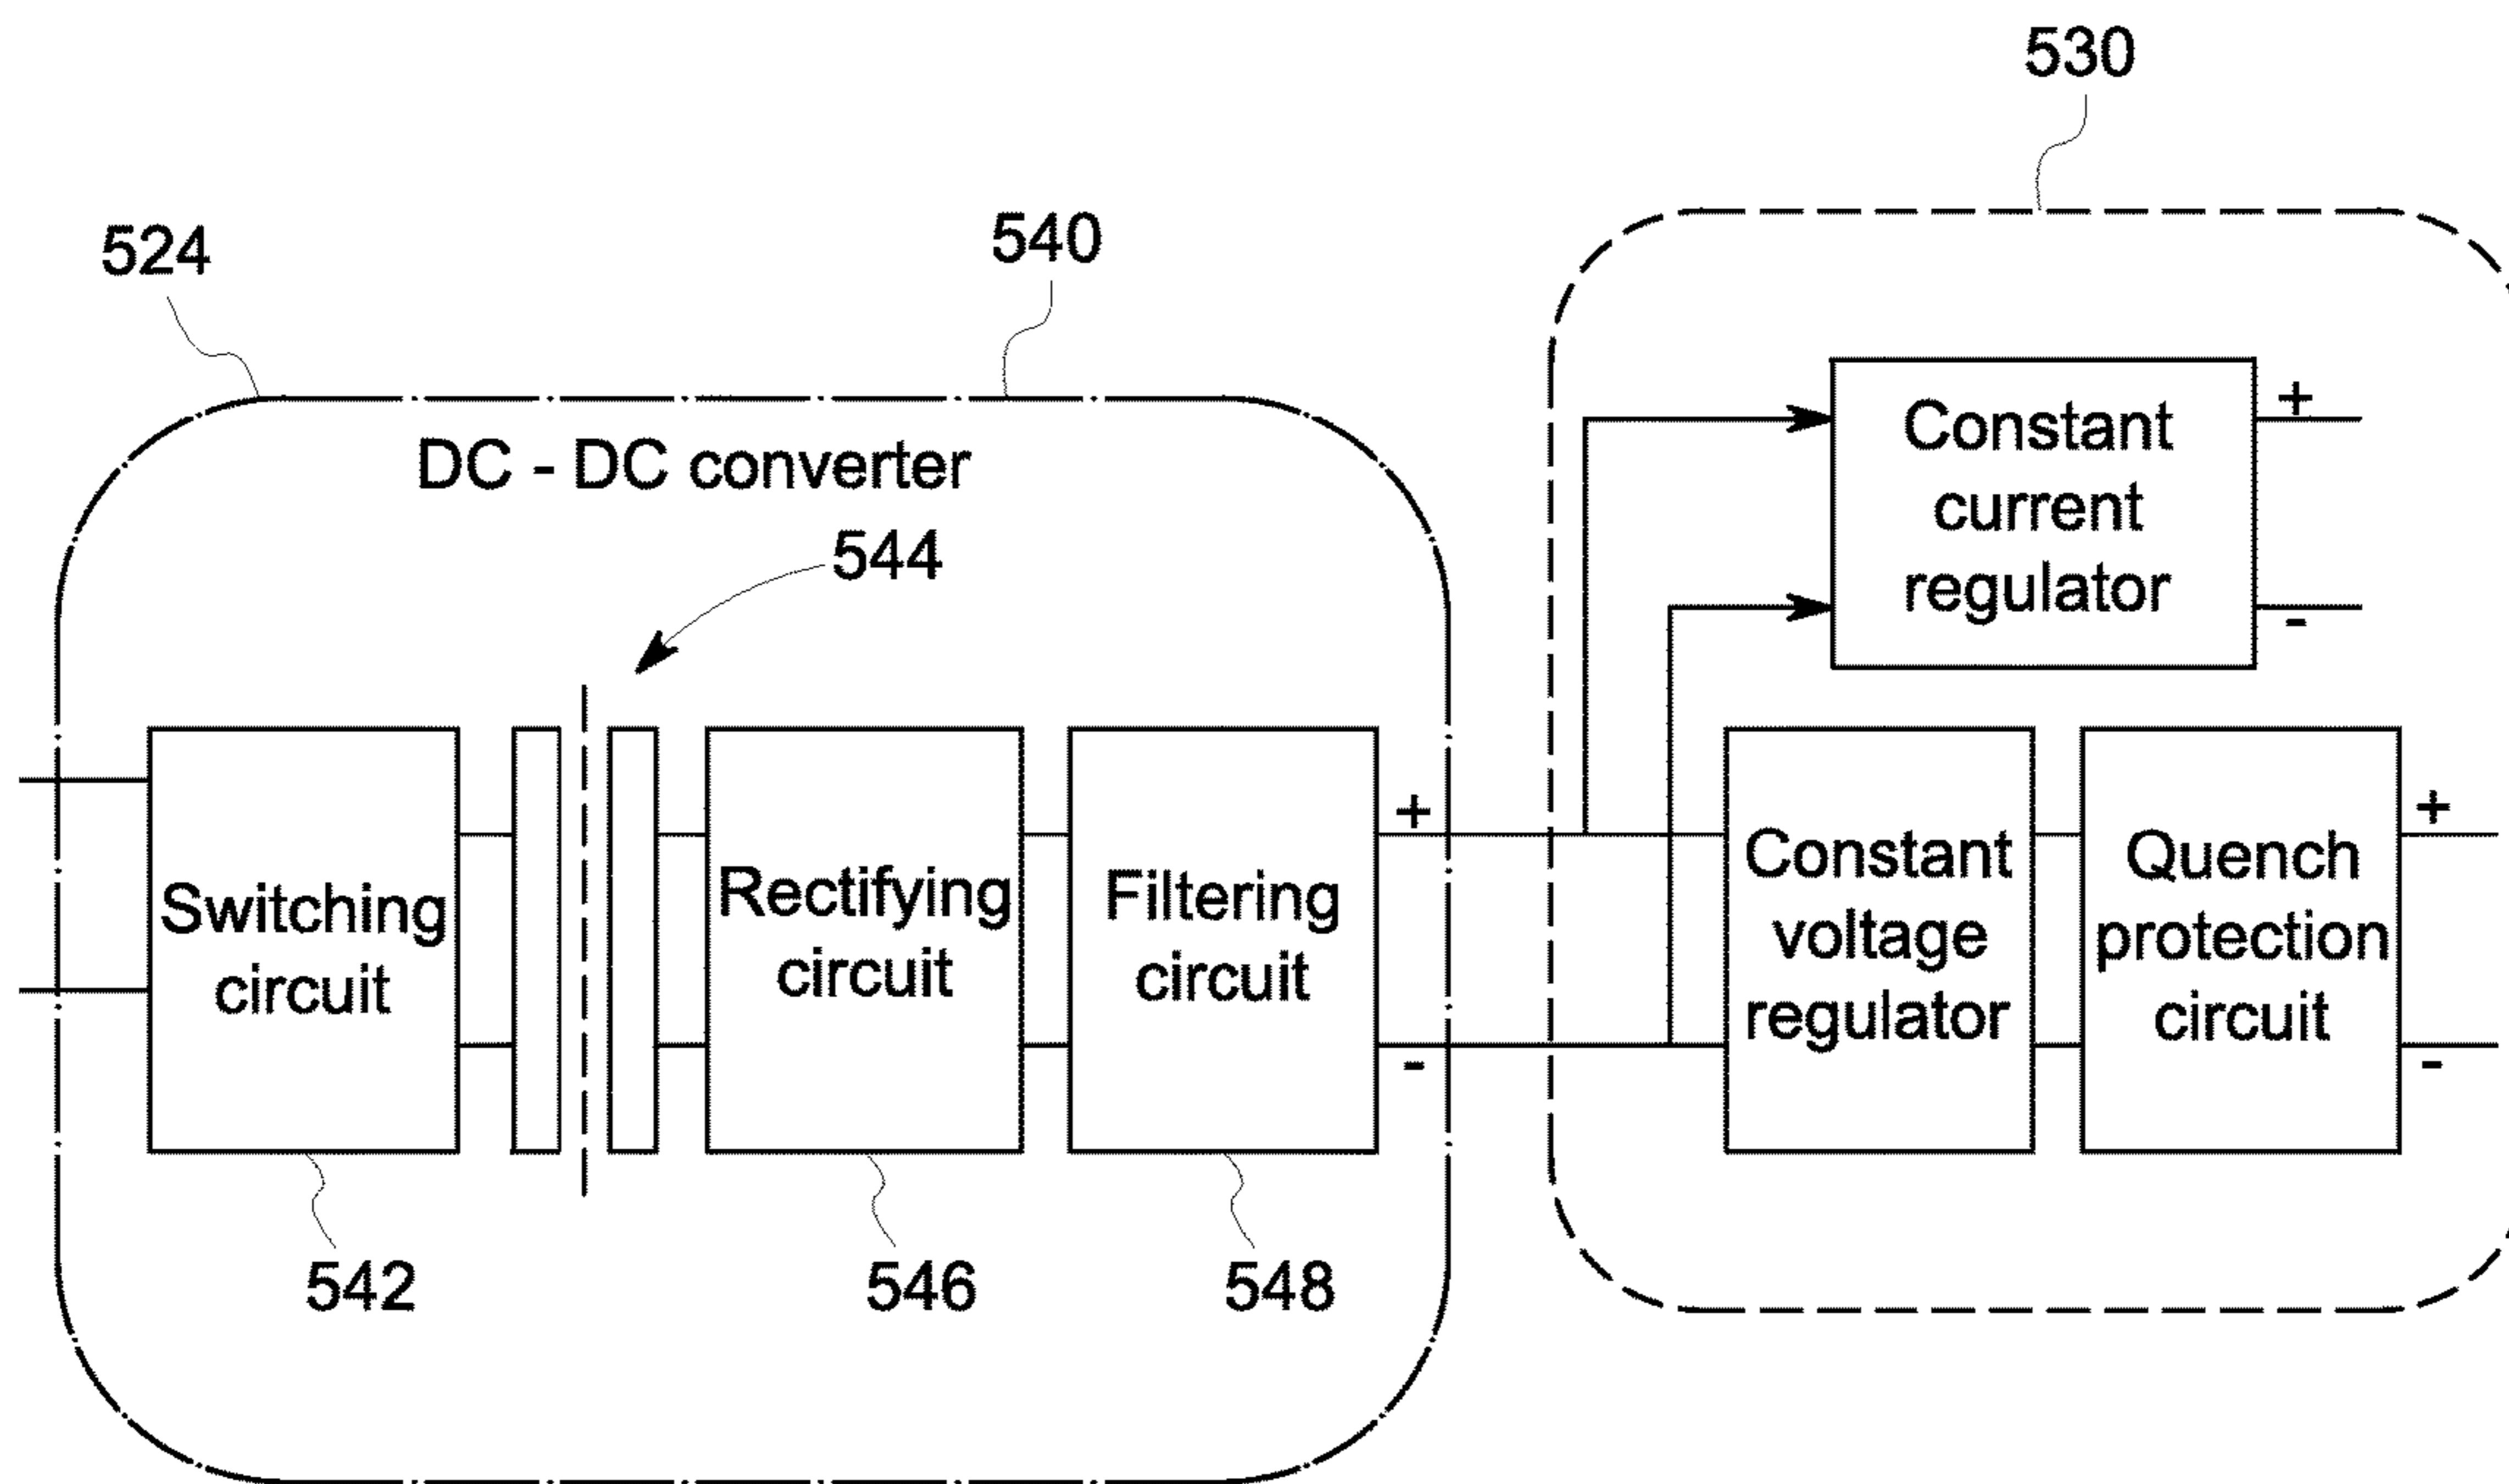 530
524
540
DC - DC converter
544
Constant
current
regulator
+
-
Switching
circuit
Rectifying
circuit
Filtering
circuit
+
-
Constant
voltage
regulator
Quench
protection
circuit
+
-
542
546
548